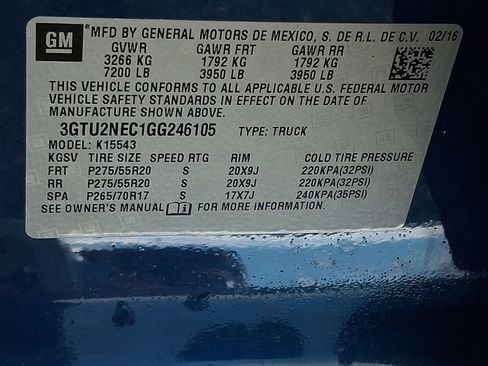 GM MFD BY GENERAL MOTORS DE MEXICO, S. DE R.L. DE C.V. 02/16
GVWR GAWR FRT GAWR RR
3266 KG 1792 KG 1792 KG
7200 LB 3950 LB 3950 LB
THIS VEHICLE CONFORMS TO ALL APPLICABLE U.S. FEDERAL MOTOR
VEHICLE SAFETY STANDARDS IN EFFECT ON THE DATE OF
MANUFACTURE SHOWN ABOVE.
3GTU2NEC1GG246105 TYPE: TRUCK
MODEL: K15543
KGSV TIRE SIZE SPEED RTG RIM COLD TIRE PRESSURE
FRT P275/55R20 S 20X9J 220KPA(32PSI)
RR P275/55R20 S 20X9J 220KPA(32PSI)
SPA P265/70R17 S 17X7J 240KPA(35PSI)
SEE OWNER'S MANUAL FOR MORE INFORMATION.